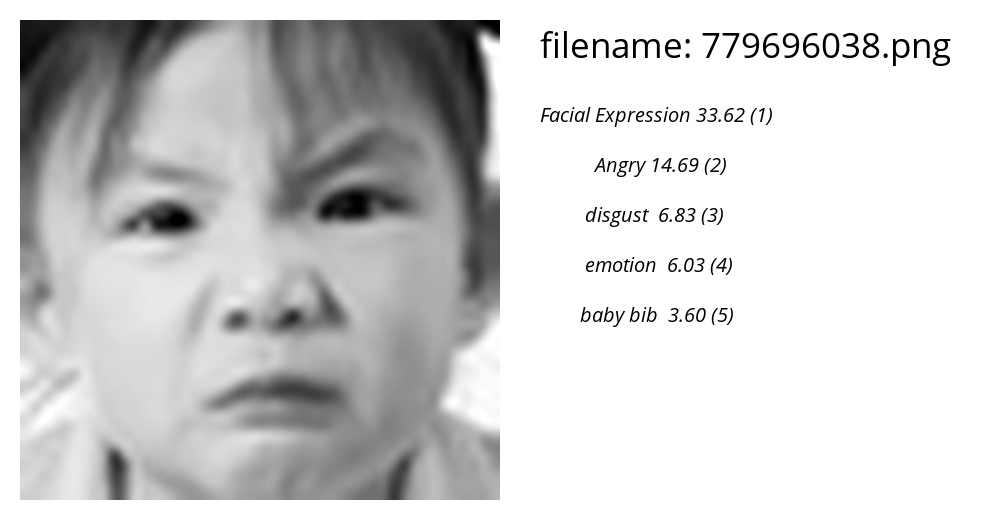 filename: 779696038.png
Facial Expression 33.62 (1)
Angry 14.69 (2)
disgust 6.83 (3)
emotion 6.03 (4)
baby bib 3.60 (5)